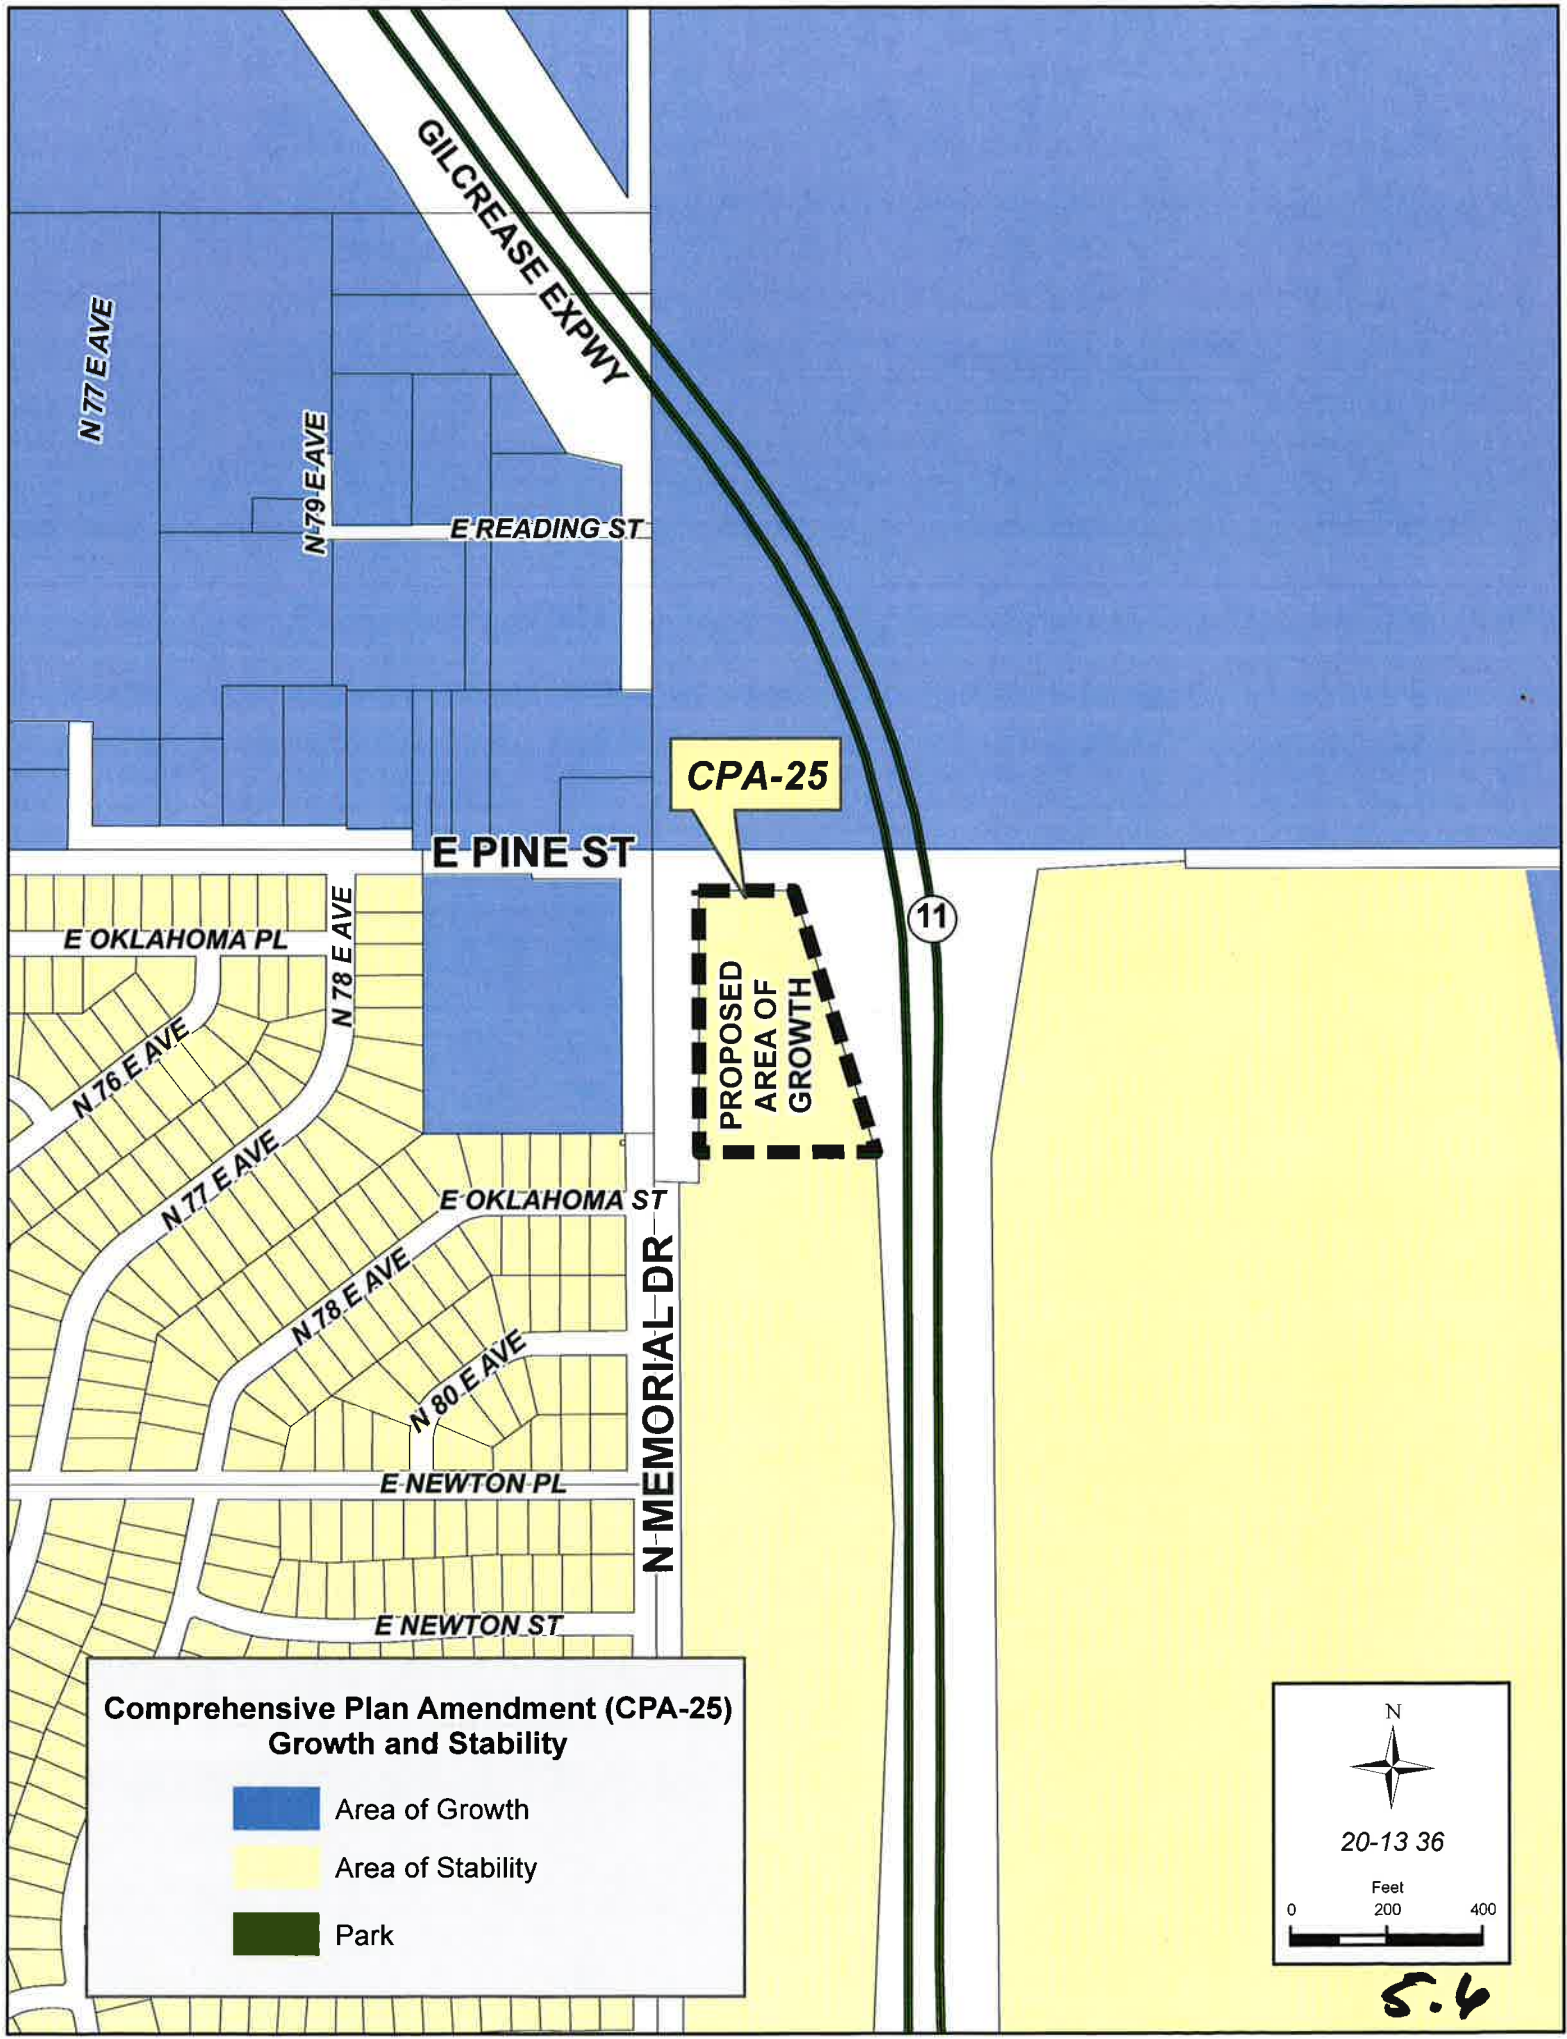 GILCREASE EXPWY
N 77 E AVE
N 79 E AVE
E READING ST
CPA-25
E PINE ST
11
E OKLAHOMA PL
N 78 E AVE
PROPOSED
AREA OF
GROWTH
N 76 E AVE
N 77 E AVE
E OKLAHOMA ST
N 78 E AVE
N 80 E AVE
N MEMORIAL DR
E NEWTON PL
E NEWTON ST
Comprehensive Plan Amendment (CPA-25)
Growth and Stability
Area of Growth
Area of Stability
Park
N
20-13 36
Feet
0 200 400
5.6